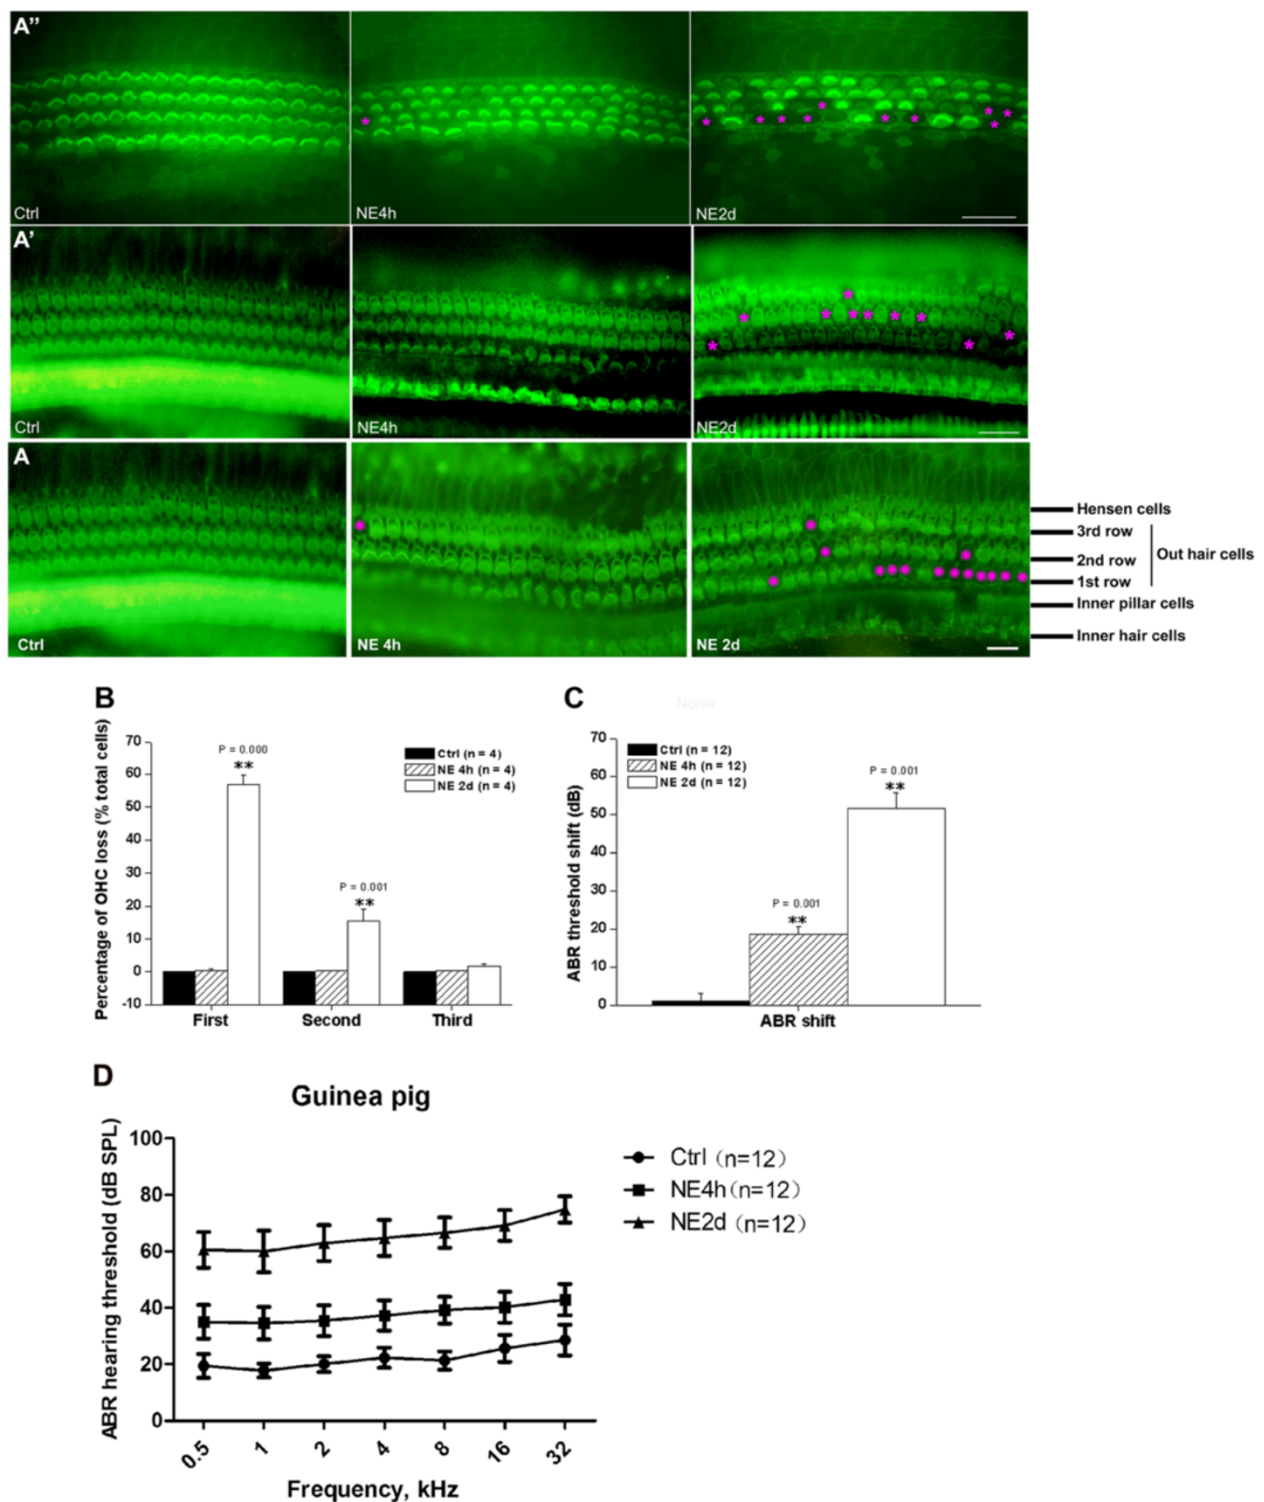 A”
Ctrl
NE4h
NE2d
A’
Ctrl
NE4h
NE2d
A
Ctrl
NE 4h
NE 2d
Hensen cells
3rd row
2nd row
Out hair cells
1st row
Inner pillar cells
Inner hair cells
B
Percentage of OHC loss (% total cells)
70
60
50
40
30
20
10
0
-10
P = 0.000
**
P = 0.001
**
Ctrl (n = 4)
NE 4h (n = 4)
NE 2d (n = 4)
First
Second
Third
C
Noise
ABR threshold shift (dB)
70
60
50
40
30
20
10
0
Ctrl (n = 12)
NE 4h (n = 12)
NE 2d (n = 12)
P = 0.001
**
P = 0.001
**
ABR shift
D
Guinea pig
ABR hearing threshold (dB SPL)
100
80
60
40
20
0
0.5
1
2
4
8
16
32
Frequency, kHz
Ctrl (n=12)
NE4h (n=12)
NE2d (n=12)